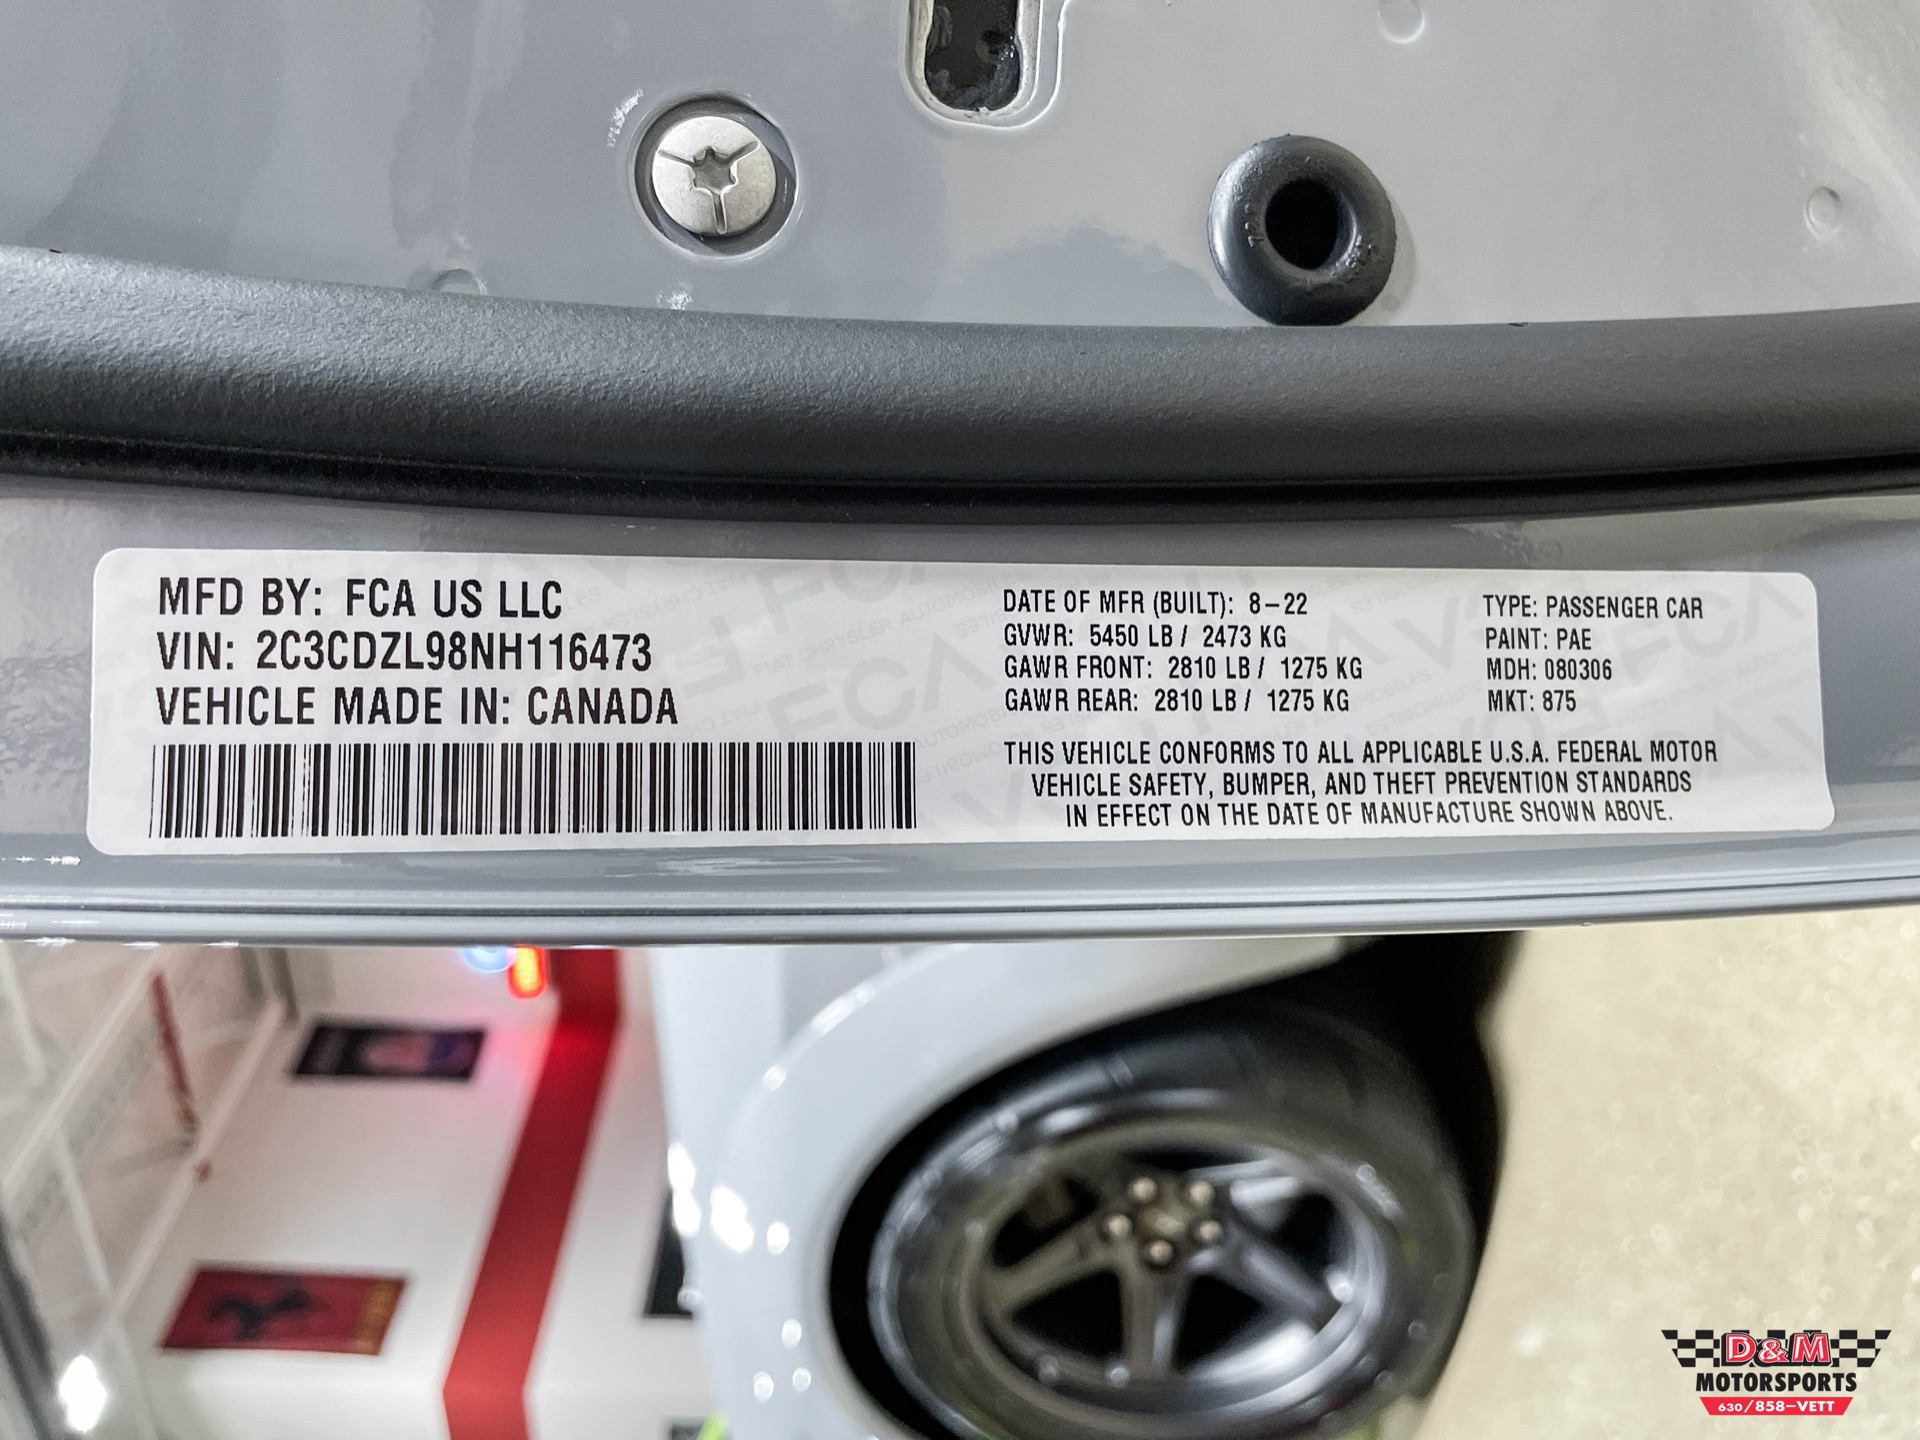 MFD BY: FCA US LLC
VIN: 2C3CDZL98NH116473
VEHICLE MADE IN: CANADA
DATE OF MFR (BUILT): 8-22
GVWR: 5450 LB / 2473 KG
GAWR FRONT: 2810 LB / 1275 KG
GAWR REAR: 2810 LB / 1275 KG
TYPE: PASSENGER CAR
PAINT: PAE
MDH: 080306
MKT: 875
THIS VEHICLE CONFORMS TO ALL APPLICABLE U.S.A. FEDERAL MOTOR
VEHICLE SAFETY, BUMPER, AND THEFT PREVENTION STANDARDS
IN EFFECT ON THE DATE OF MANUFACTURE SHOWN ABOVE.
D&M
MOTORSPORTS
630/858-VETT